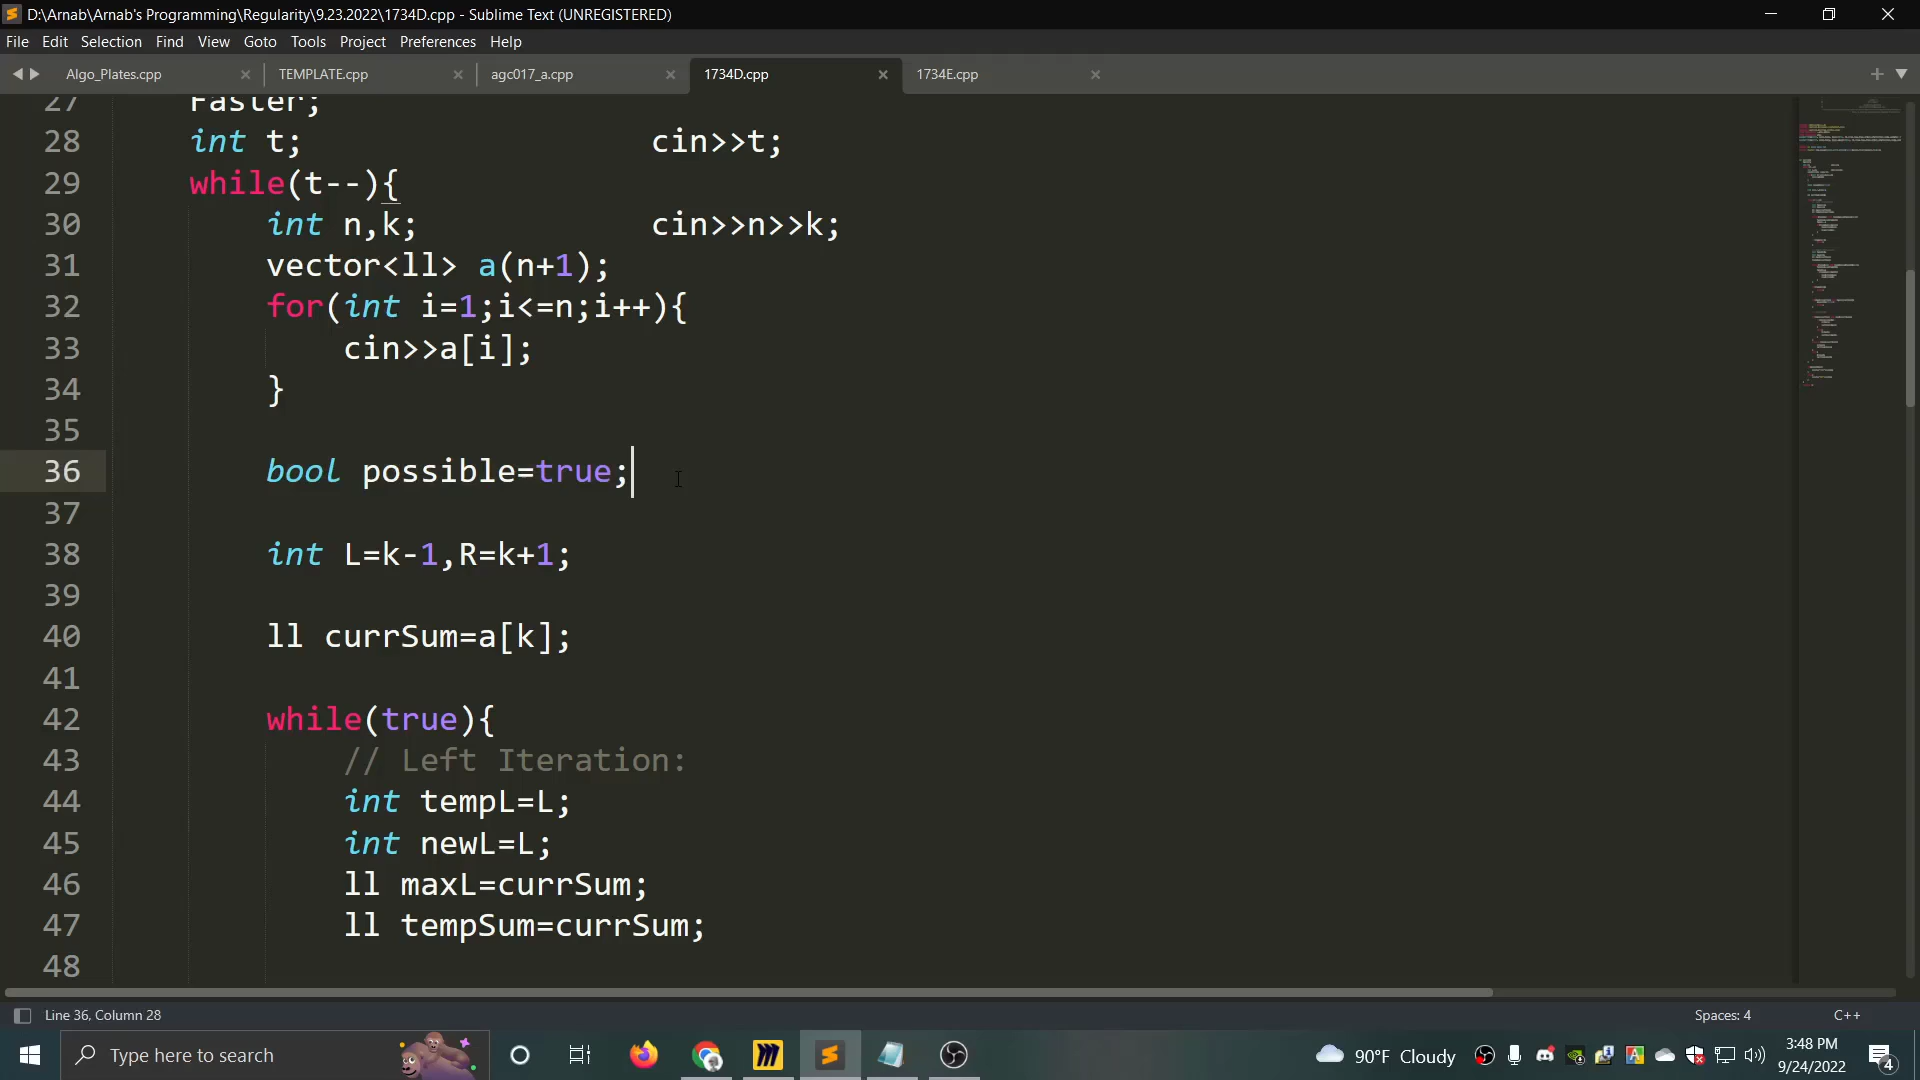 D:\Arnab\Arnab's Programming\Regularity\9.23.2022\1734D.cpp - Sublime Text (UNREGISTERED)
File Edit Selection Find View Goto Tools Project Preferences Help
Algo_Plates.cpp TEMPLATE.cpp agc017_a.cpp 1734D.cpp 1734E.cpp
27 Faster;
28 int t; cin>>t;
29 while(t--){
30 int n,k; cin>>n>>k;
31 vector<ll> a(n+1);
32 for(int i=1;i<=n;i++){
33 cin>>a[i];
34 }
35
36 bool possible=true;
37
38 int L=k-1,R=k+1;
39
40 ll currSum=a[k];
41
42 while(true){
43 // Left Iteration:
44 int tempL=L;
45 int newL=L;
46 ll maxL=currSum;
47 ll tempSum=currSum;
48
Line 36, Column 28 Spaces: 4 C++
Type here to search 90°F Cloudy 3:48 PM
9/24/2022 4